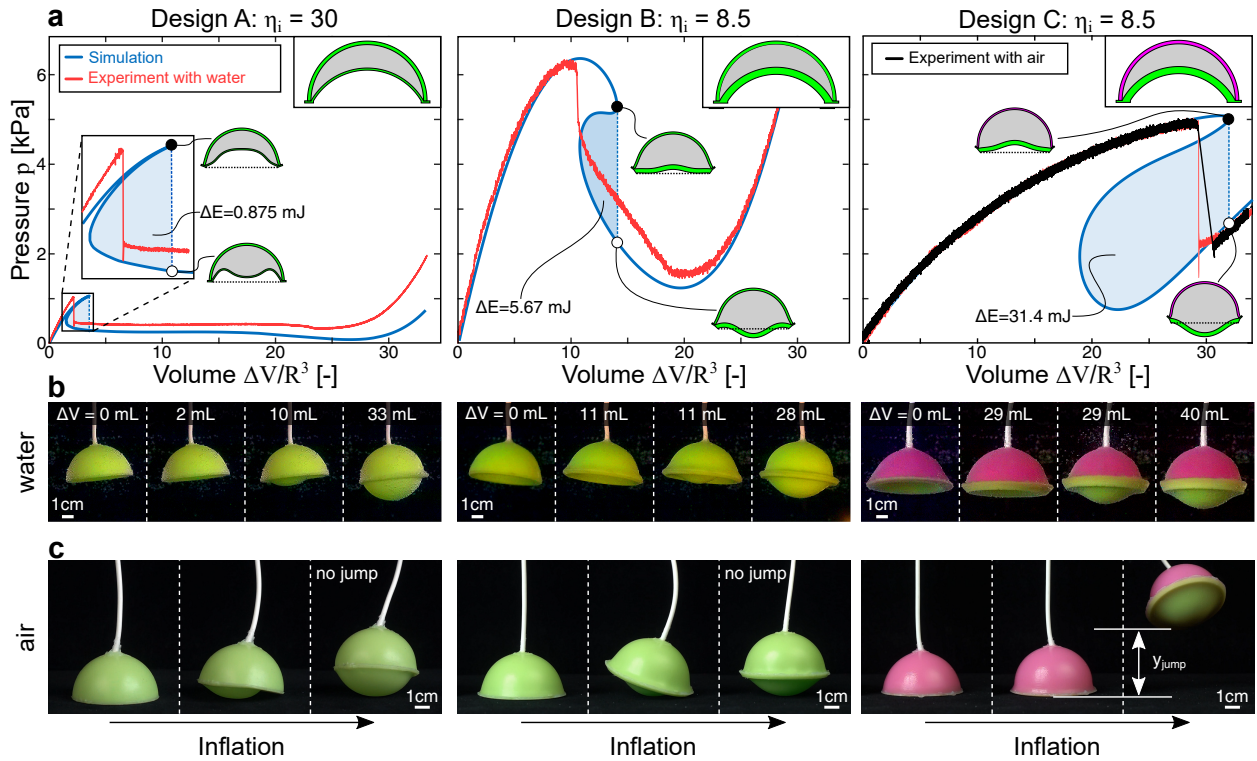 a
Design A: ηi = 30
Design B: ηi = 8.5
Design C: ηi = 8.5
Pressure p [kPa]
6
4
2
0
Simulation
Experiment with water
ΔE=0.875 mJ
0 10 20 30
Volume ΔV/R³ [-]
ΔE=5.67 mJ
0 10 20 30
Volume ΔV/R³ [-]
Experiment with air
ΔE=31.4 mJ
0 10 20 30
Volume ΔV/R³ [-]
b
water
ΔV = 0 mL 2 mL 10 mL 33 mL
1cm
ΔV = 0 mL 11 mL 11 mL 28 mL
1cm
ΔV = 0 mL 29 mL 29 mL 40 mL
1cm
c
air
no jump
1cm
no jump
1cm
yjump
1cm
Inflation
Inflation
Inflation